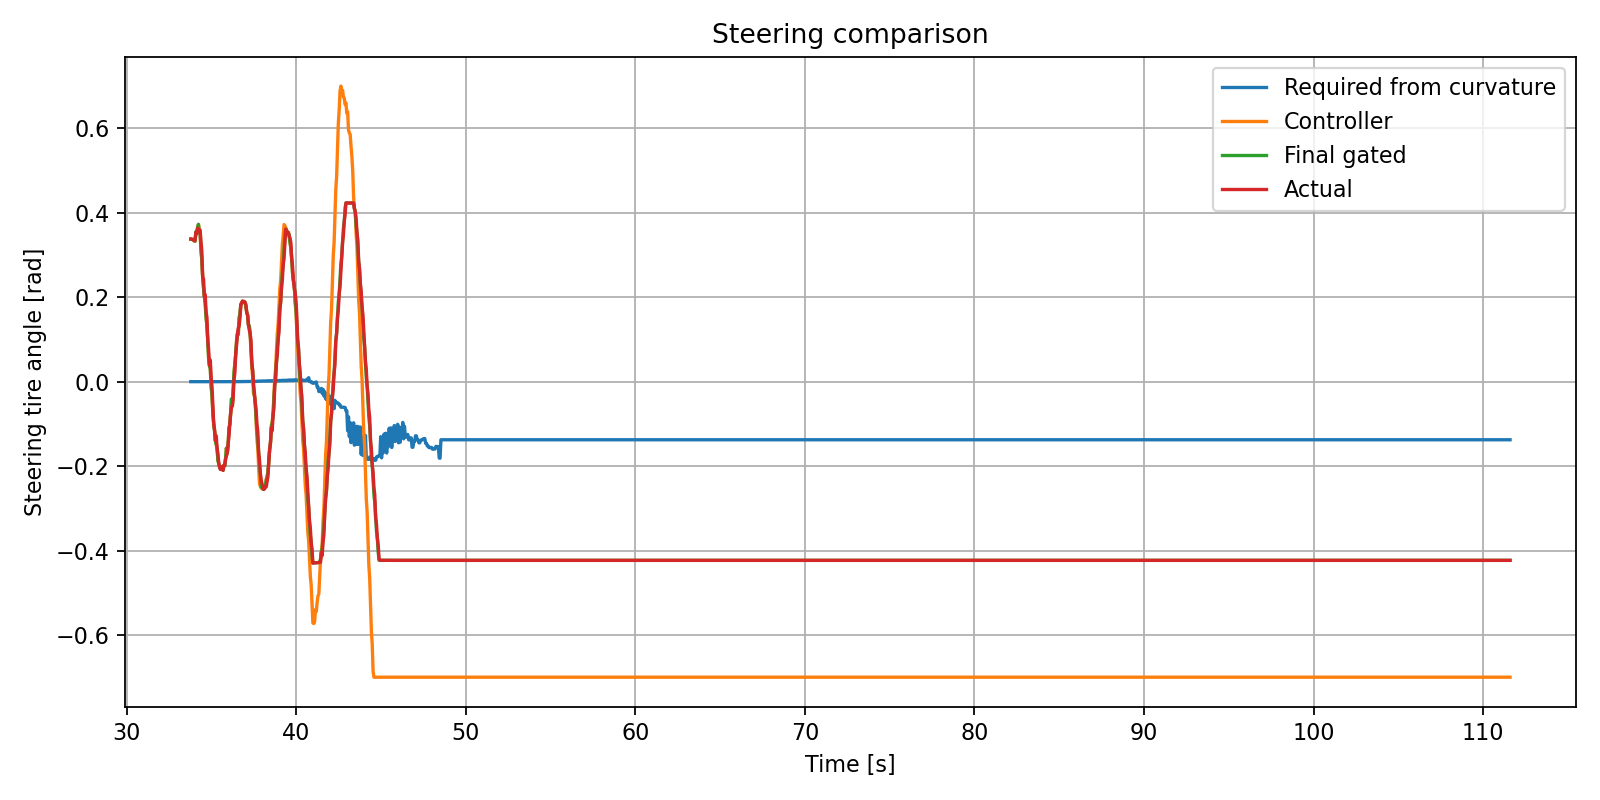 Steering comparison
Required from curvature
Controller
Final gated
Actual
Steering tire angle [rad]
0.6
0.4
0.2
0.0
−0.2
−0.4
−0.6
30 40 50 60 70 80 90 100 110
Time [s]